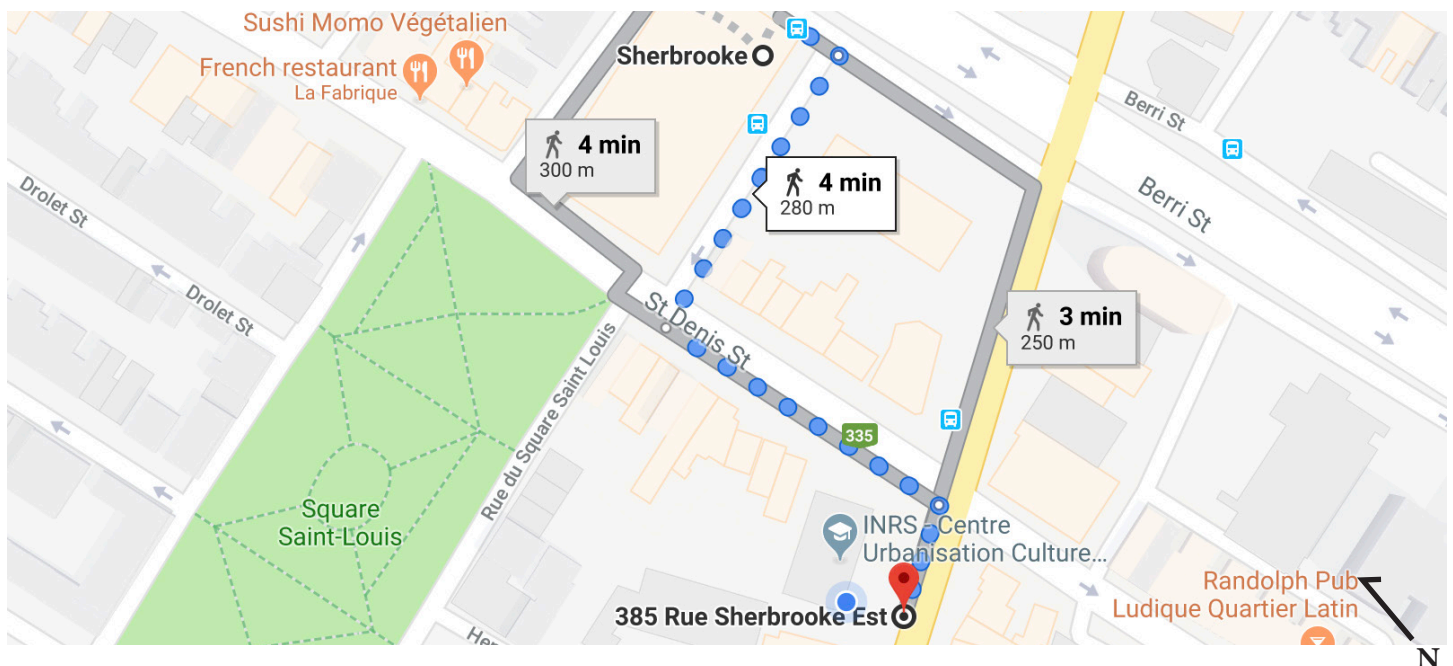 Sushi Momo Végétalien
French restaurant
La Fabrique
Sherbrooke
Berri St
4 min
300 m
4 min
280 m
Drolet St
Berri St
Drolet St
St Denis St
3 min
250 m
Rue du Square Saint Louis
335
Square
Saint-Louis
INRS - Centre
Urbanisation Culture...
Randolph Pub
Ludique Quartier Latin
385 Rue Sherbrooke Est
N